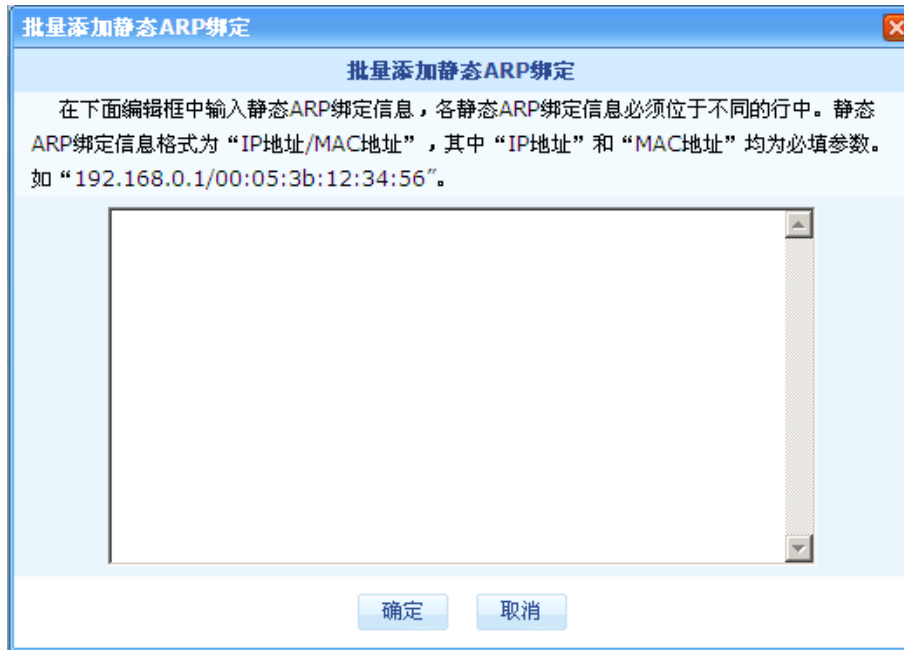 批量添加静态ARP绑定
批量添加静态ARP绑定
在下面编辑框中输入静态ARP绑定信息，各静态ARP绑定信息必须位于不同的行中。静态
ARP绑定信息格式为“IP地址/MAC地址”，其中“IP地址”和“MAC地址”均为必填参数。
如“192.168.0.1/00:05:3b:12:34:56”。
确定 取消